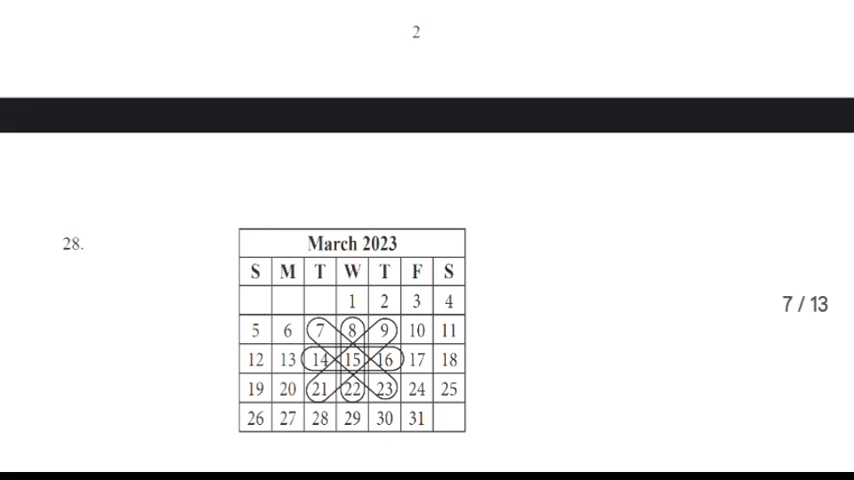 2
28.
March 2023
S M T W T F S
1 2 3 4
5 6 7 8 9 10 11
7 / 13
12 13 14 15 16 17 18
19 20 21 22 23 24 25
26 27 28 29 30 31